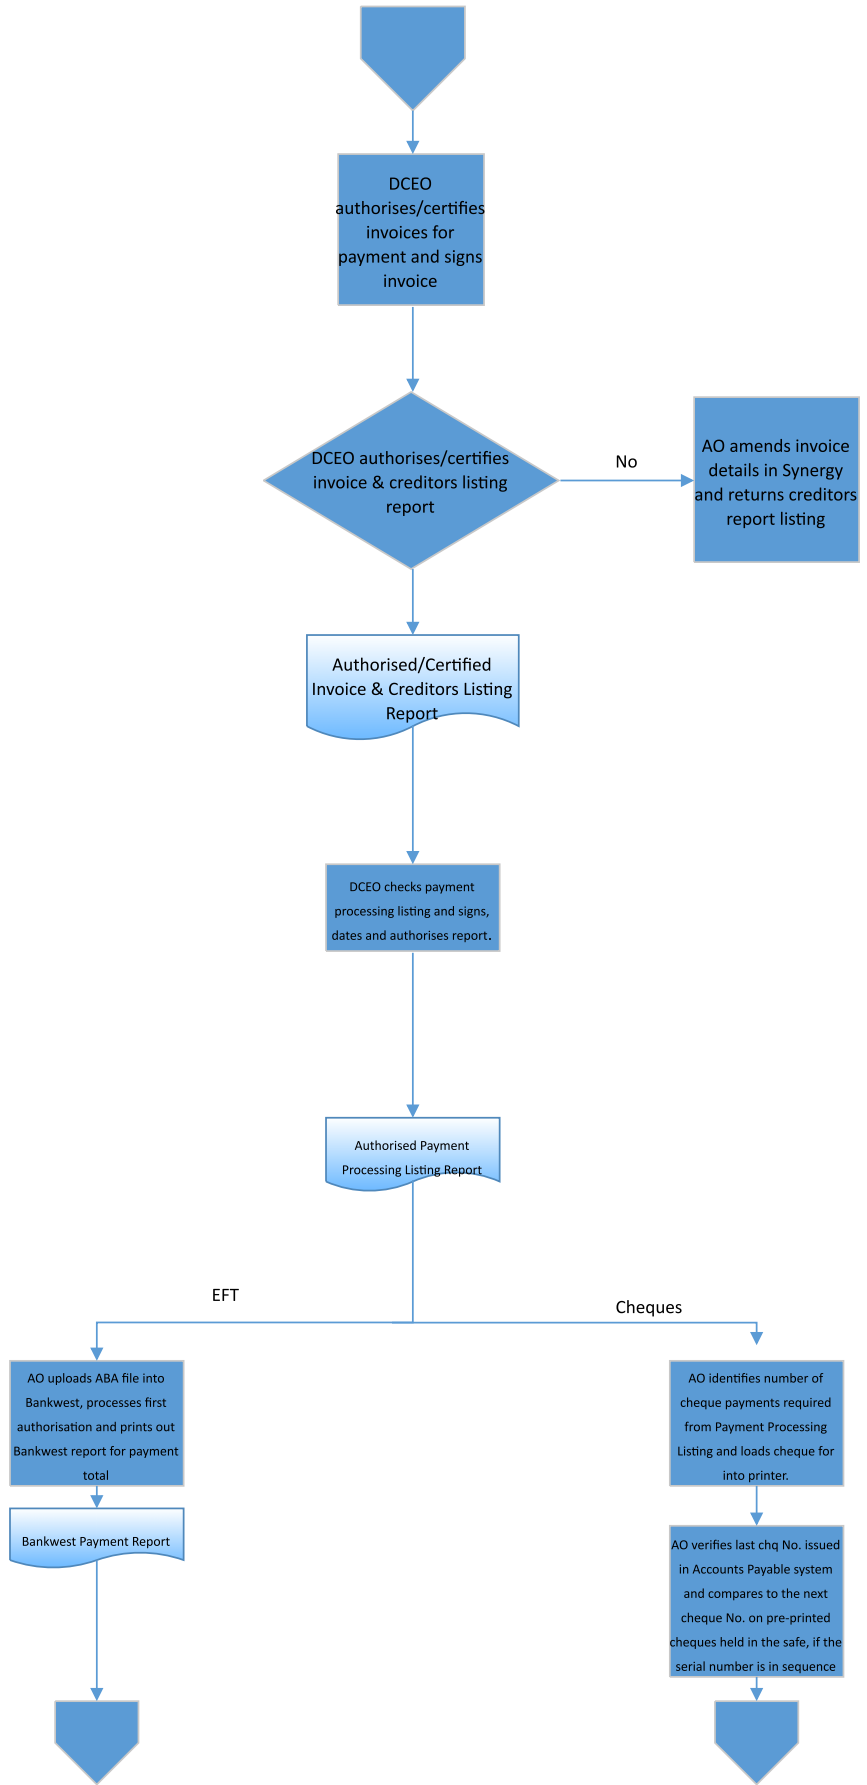 DCEO
authorises/certifies
invoices for
payment and signs
invoice
DCEO authorises/certifies
invoice & creditors listing
report
No
AO amends invoice
details in Synergy
and returns creditors
report listing
Authorised/Certified
Invoice & Creditors Listing
Report
DCEO checks payment
processing listing and signs,
dates and authorises report.
Authorised Payment
Processing Listing Report
EFT
Cheques
AO uploads ABA file into
Bankwest, processes first
authorisation and prints out
Bankwest report for payment
total
Bankwest Payment Report
AO identifies number of
cheque payments required
from Payment Processing
Listing and loads cheque for
into printer.
AO verifies last chq No. issued
in Accounts Payable system
and compares to the next
cheque No. on pre-printed
cheques held in the safe, if the
serial number is in sequence